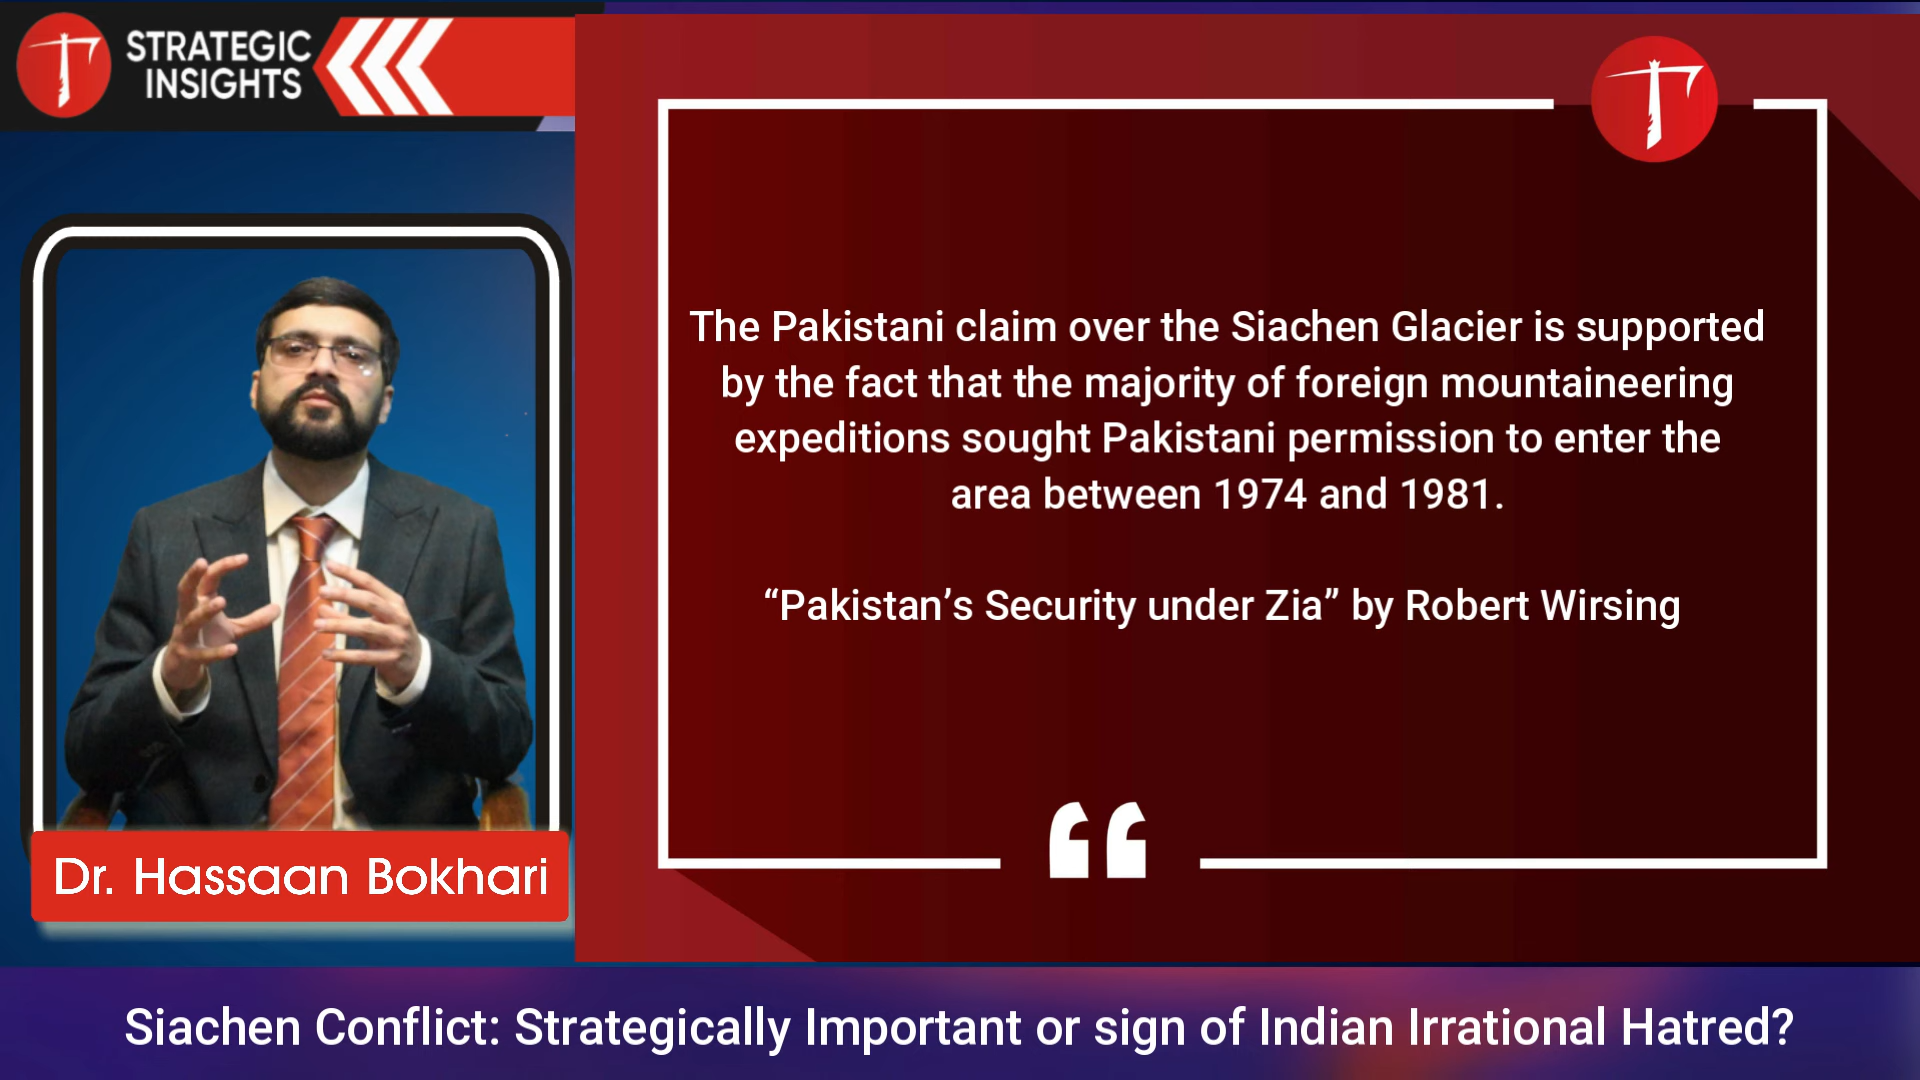 STRATEGIC
INSIGHTS
The Pakistani claim over the Siachen Glacier is supported
by the fact that the majority of foreign mountaineering
expeditions sought Pakistani permission to enter the
area between 1974 and 1981.
“Pakistan’s Security under Zia” by Robert Wirsing
“
Dr. Hassaan Bokhari
Siachen Conflict: Strategically Important or sign of Indian Irrational Hatred?